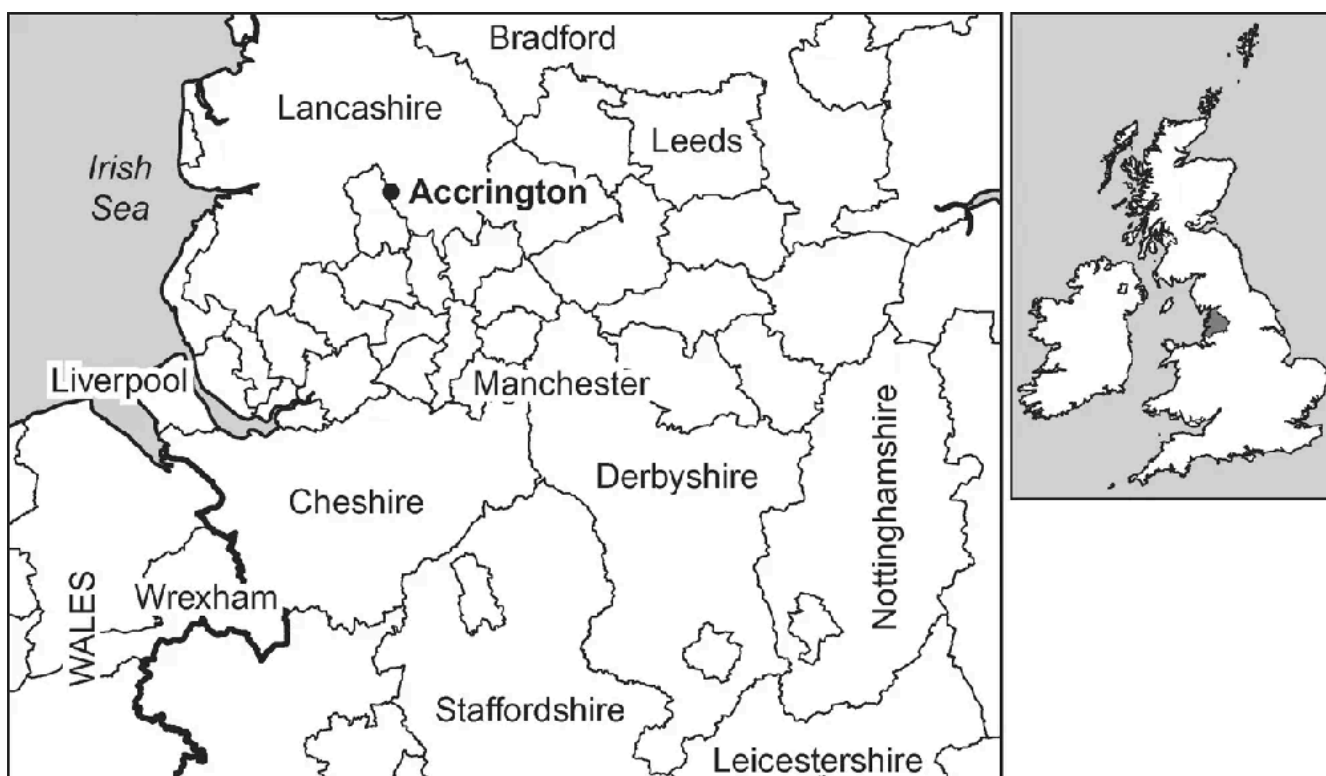 Bradford
Lancashire
Leeds
Irish
Sea
Accrington
Liverpool
Manchester
Derbyshire
Nottinghamshire
Cheshire
WALES
Wrexham
Staffordshire
Leicestershire